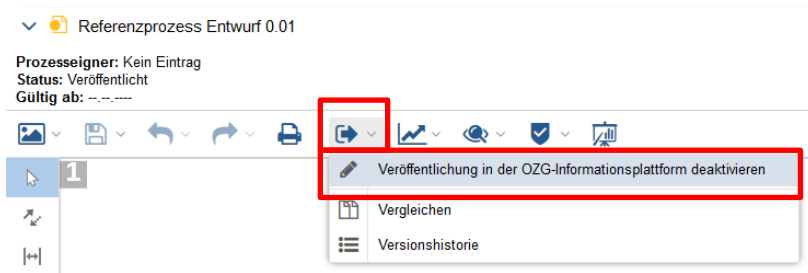 Referenzprozess Entwurf 0.01
Prozesseigner: Kein Eintrag
Status: Veröffentlicht
Gültig ab: --.--.----
1
Veröffentlichung in der OZG-Informationsplattform deaktivieren
Vergleichen
Versionshistorie